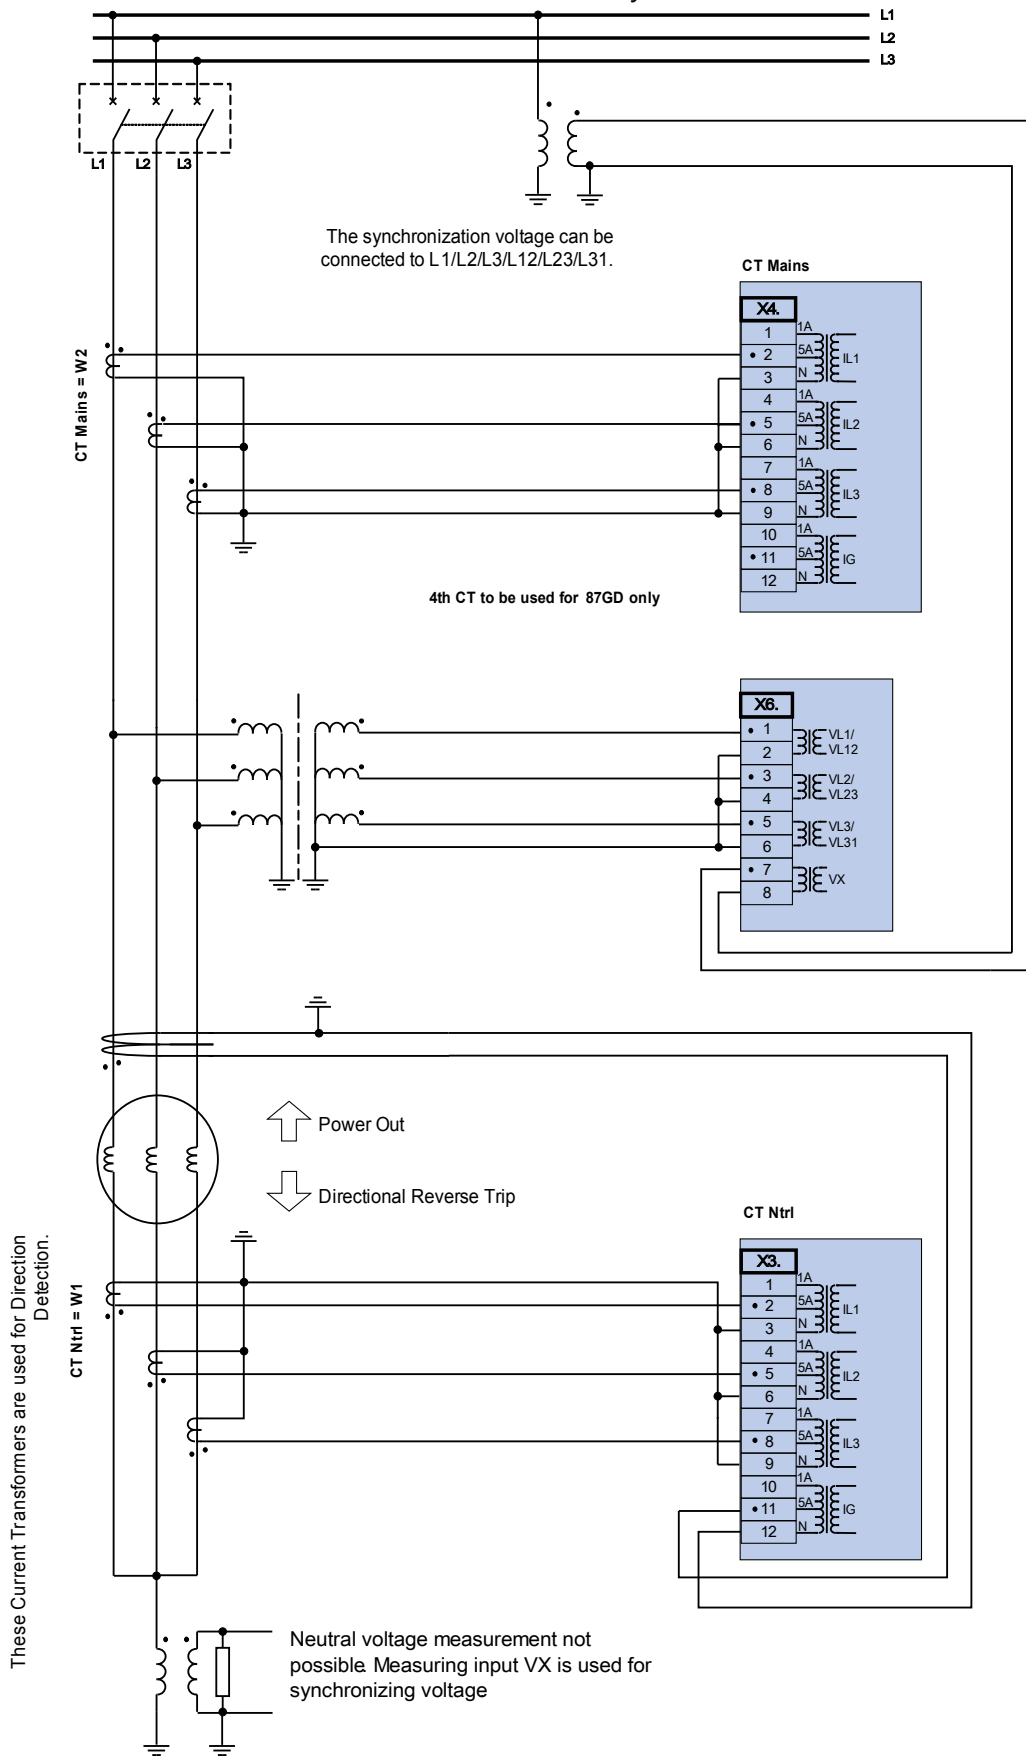 L1
L2
L3
L1 L2 L3
The synchronization voltage can be
connected to L1/L2/L3/L12/L23/L31.
CT Mains
X4.
1 1A
2 5A IL1
3 N
4 1A
5 5A IL2
6 N
7 1A
8 5A IL3
9 N
10 1A
11 5A IG
12 N
CT Mains = W2
4th CT to be used for 87GD only
X6.
1 VL1/
2 VL12
3 VL2/
4 VL23
5 VL3/
6 VL31
7 VX
8
Power Out
Directional Reverse Trip
CT Ntrl
X3.
1 1A
2 5A IL1
3 N
4 1A
5 5A IL2
6 N
7 1A
8 5A IL3
9 N
10 1A
11 5A IG
12 N
CT Ntrl = W1
These Current Transformers are used for Direction
Detection.
Neutral voltage measurement not
possible. Measuring input VX is used for
synchronizing voltage